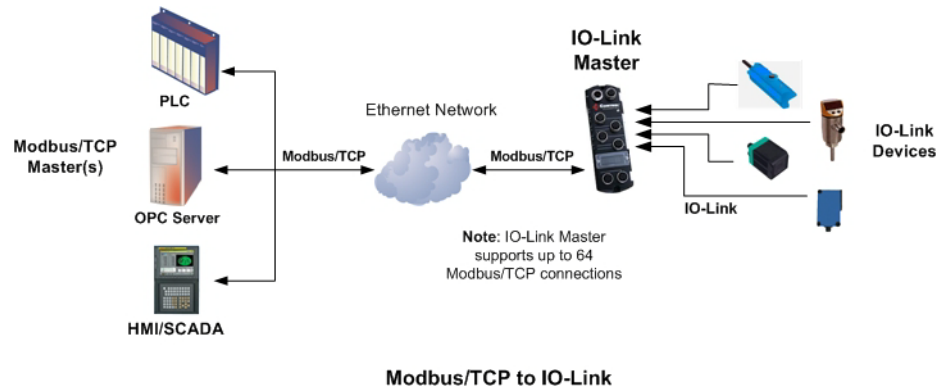 PLC
Modbus/TCP
Master(s)
OPC Server
HMI/SCADA
Modbus/TCP
Ethernet Network
Modbus/TCP
IO-Link
Master
IO-Link
Devices
IO-Link
Note: IO-Link Master
supports up to 64
Modbus/TCP connections
Modbus/TCP to IO-Link